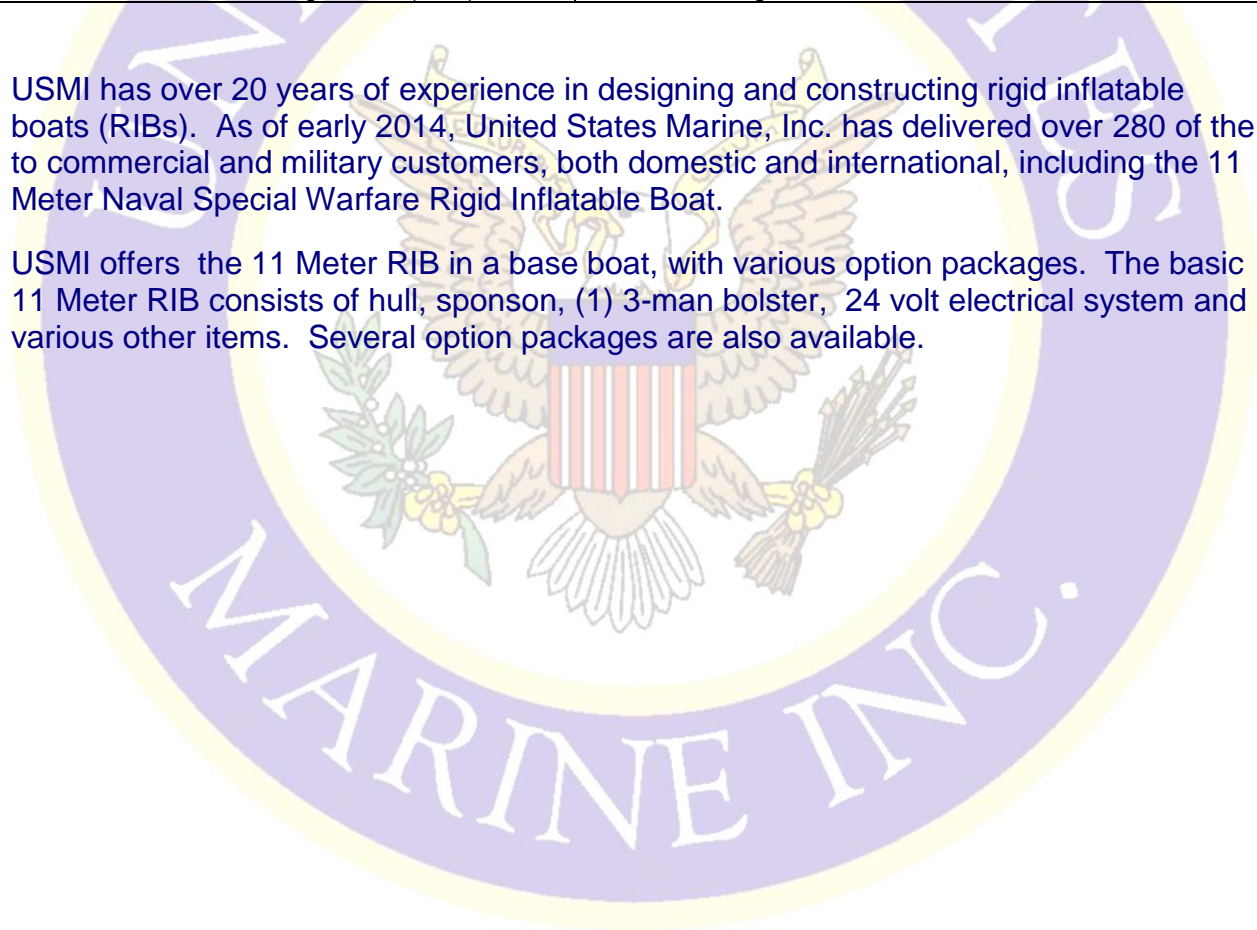 USMI has over 20 years of experience in designing and constructing rigid inflatable
boats (RIBs).  As of early 2014, United States Marine, Inc. has delivered over 280 of the
to commercial and military customers, both domestic and international, including the 11
Meter Naval Special Warfare Rigid Inflatable Boat.
USMI offers  the 11 Meter RIB in a base boat, with various option packages.  The basic
11 Meter RIB consists of hull, sponson, (1) 3-man bolster,  24 volt electrical system and
various other items.  Several option packages are also available.
MARINE INC.